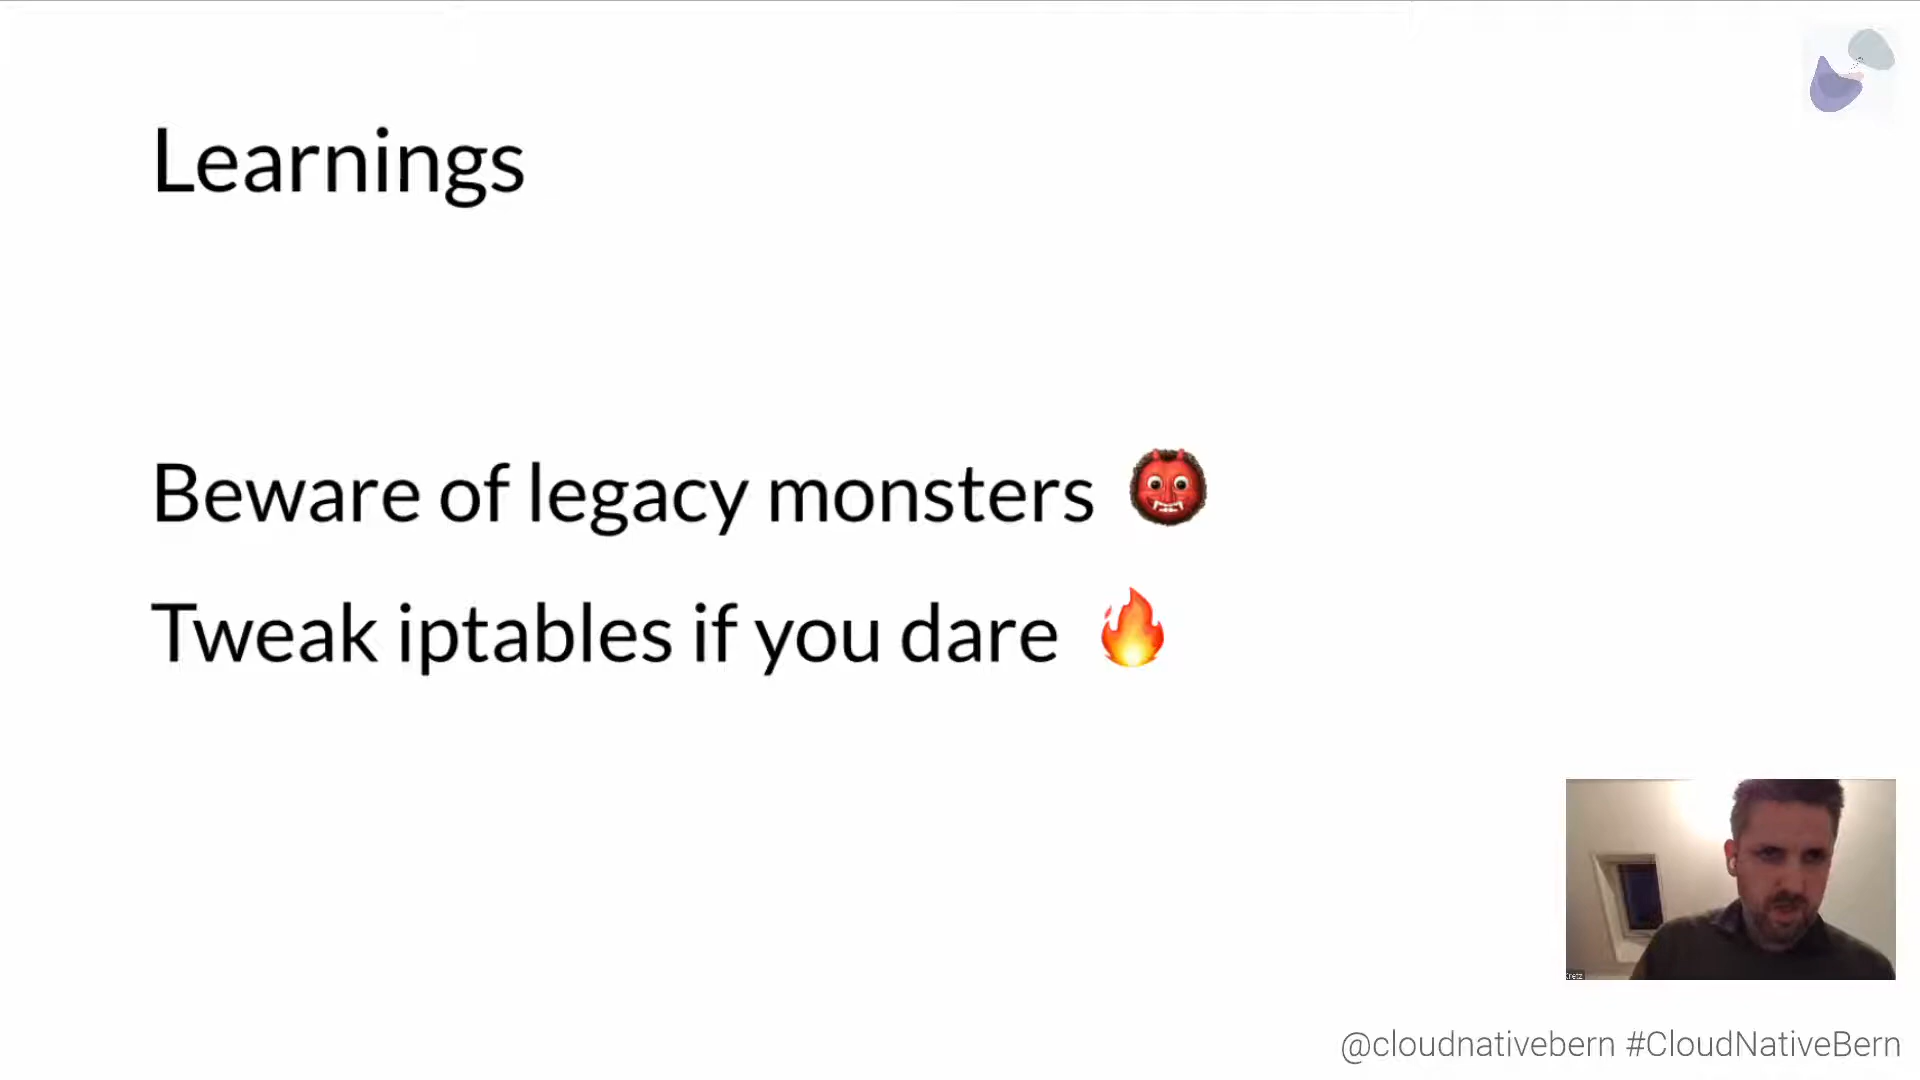 Learnings
Beware of legacy monsters 👹
Tweak iptables if you dare 🔥
@cloudnativebern #CloudNativeBern